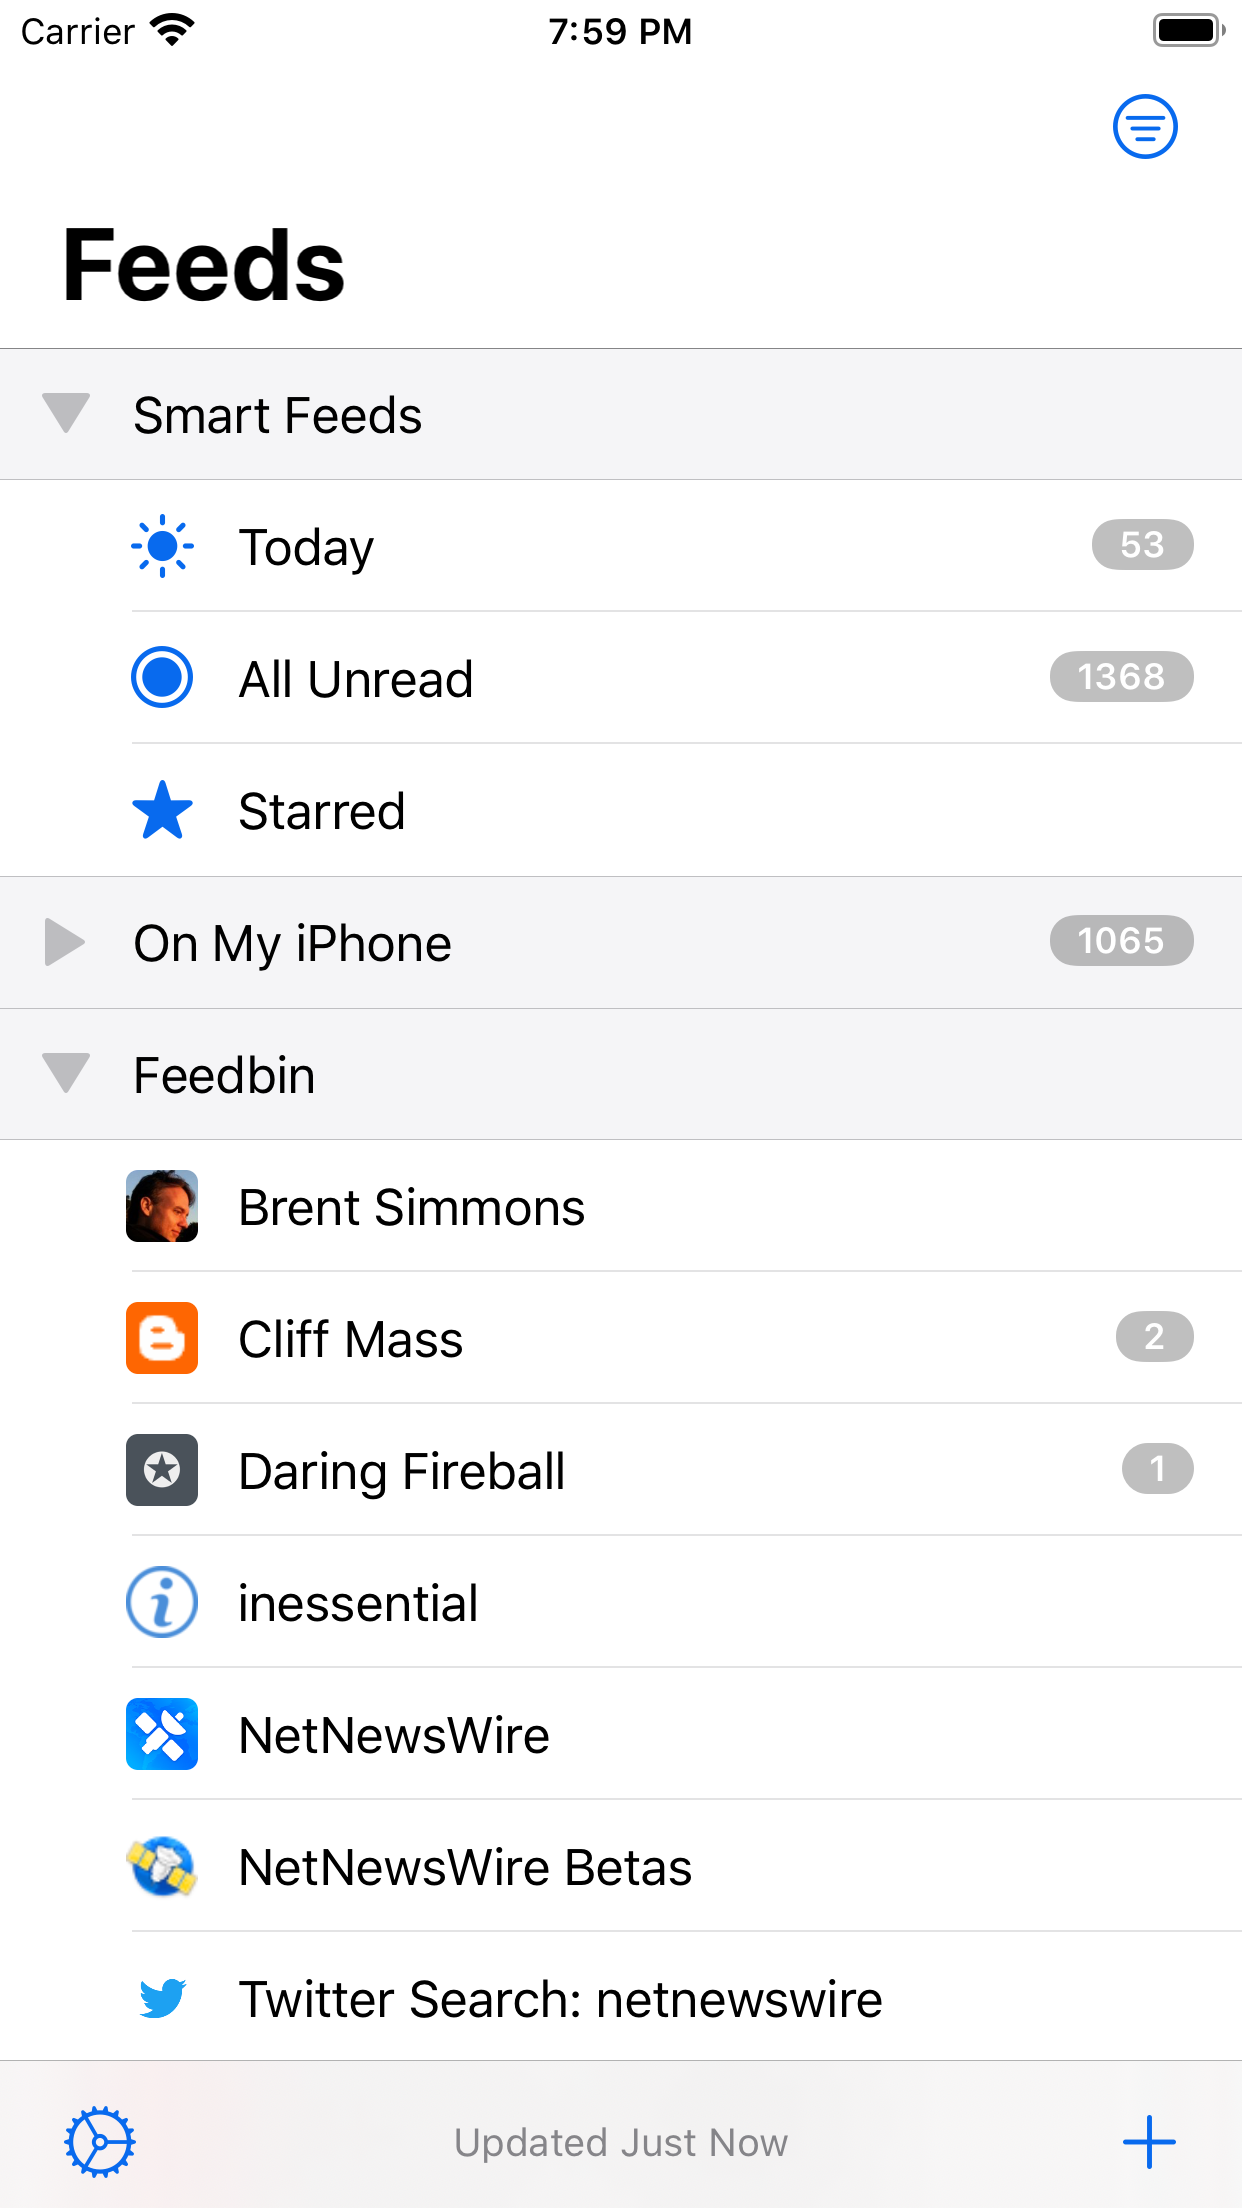 Carrier 7:59 PM
Feeds
Smart Feeds
Today 53
All Unread 1368
Starred
On My iPhone 1065
Feedbin
Brent Simmons
Cliff Mass 2
Daring Fireball 1
inessential
NetNewsWire
NetNewsWire Betas
Twitter Search: netnewswire
Updated Just Now